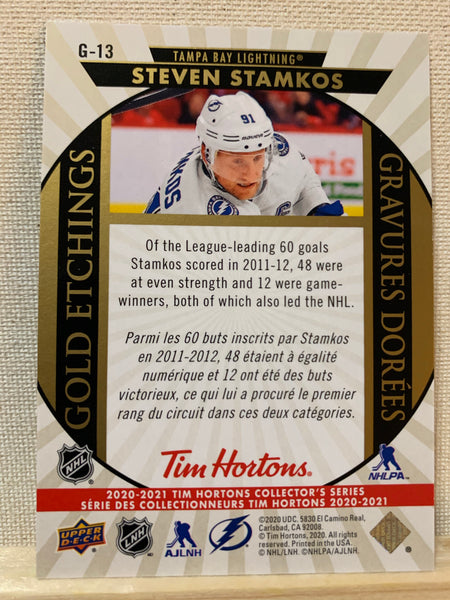 G-13
TAMPA BAY LIGHTNING®
STEVEN STAMKOS
91
MKOS
C
ris
GOLD ETCHINGS
GRAVURES DORÉES
Of the League-leading 60 goals
Stamkos scored in 2011-12, 48 were
at even strength and 12 were game-
winners, both of which also led the NHL.
Parmi les 60 buts inscrits par Stamkos
en 2011-2012, 48 étaient à égalité
numérique et 12 ont été des buts
victorieux, ce qui lui a procuré le premier
rang du circuit dans ces deux catégories.
NHL
Tim Hortons®
NHLPA™
2020-2021 TIM HORTONS COLLECTOR'S SERIES
SÉRIE DES COLLECTIONNEURS TIM HORTONS 2020-2021
UPPER DECK®
LNH
AJLNH
©2020 UDC. 5830 El Camino Real,
Carlsbad, CA 92008.
© Tim Hortons, 2020. All rights
reserved. Printed in the USA.
© NHL/LNH. ©NHLPA/AJLNH.
®